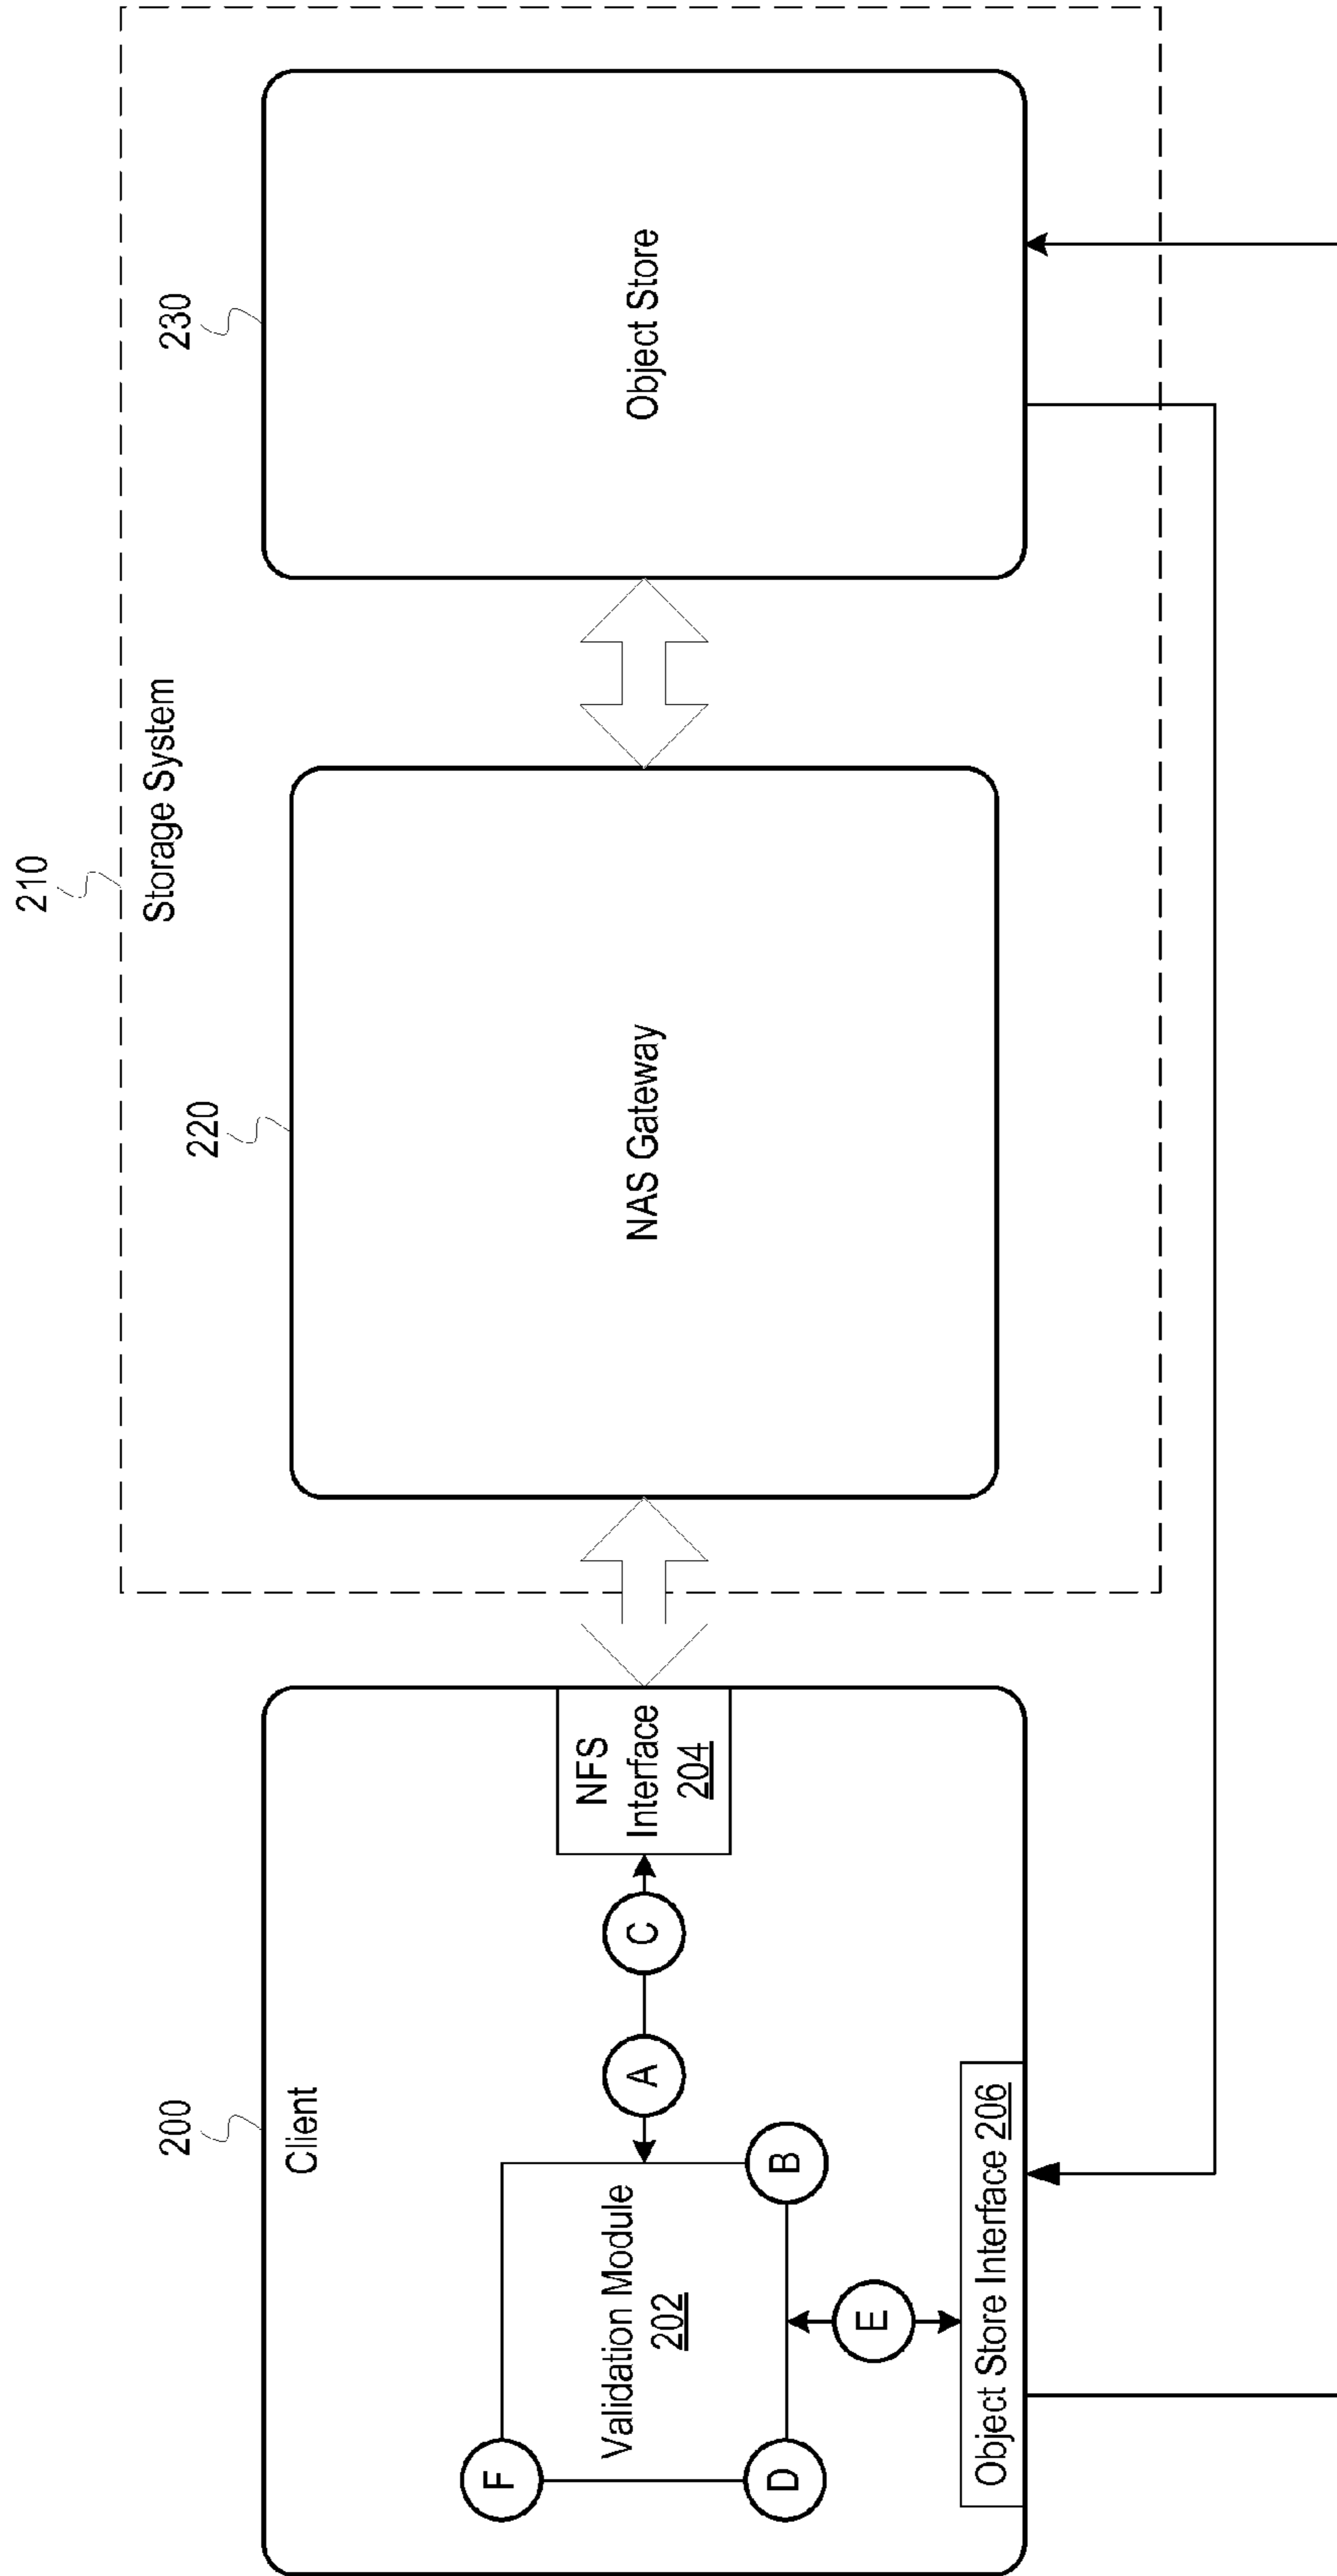 200
Client
F
Validation Module
202
D
B
A
C
NFS
Interface
204
E
Object Store Interface 206
210
Storage System
220
NAS Gateway
230
Object Store